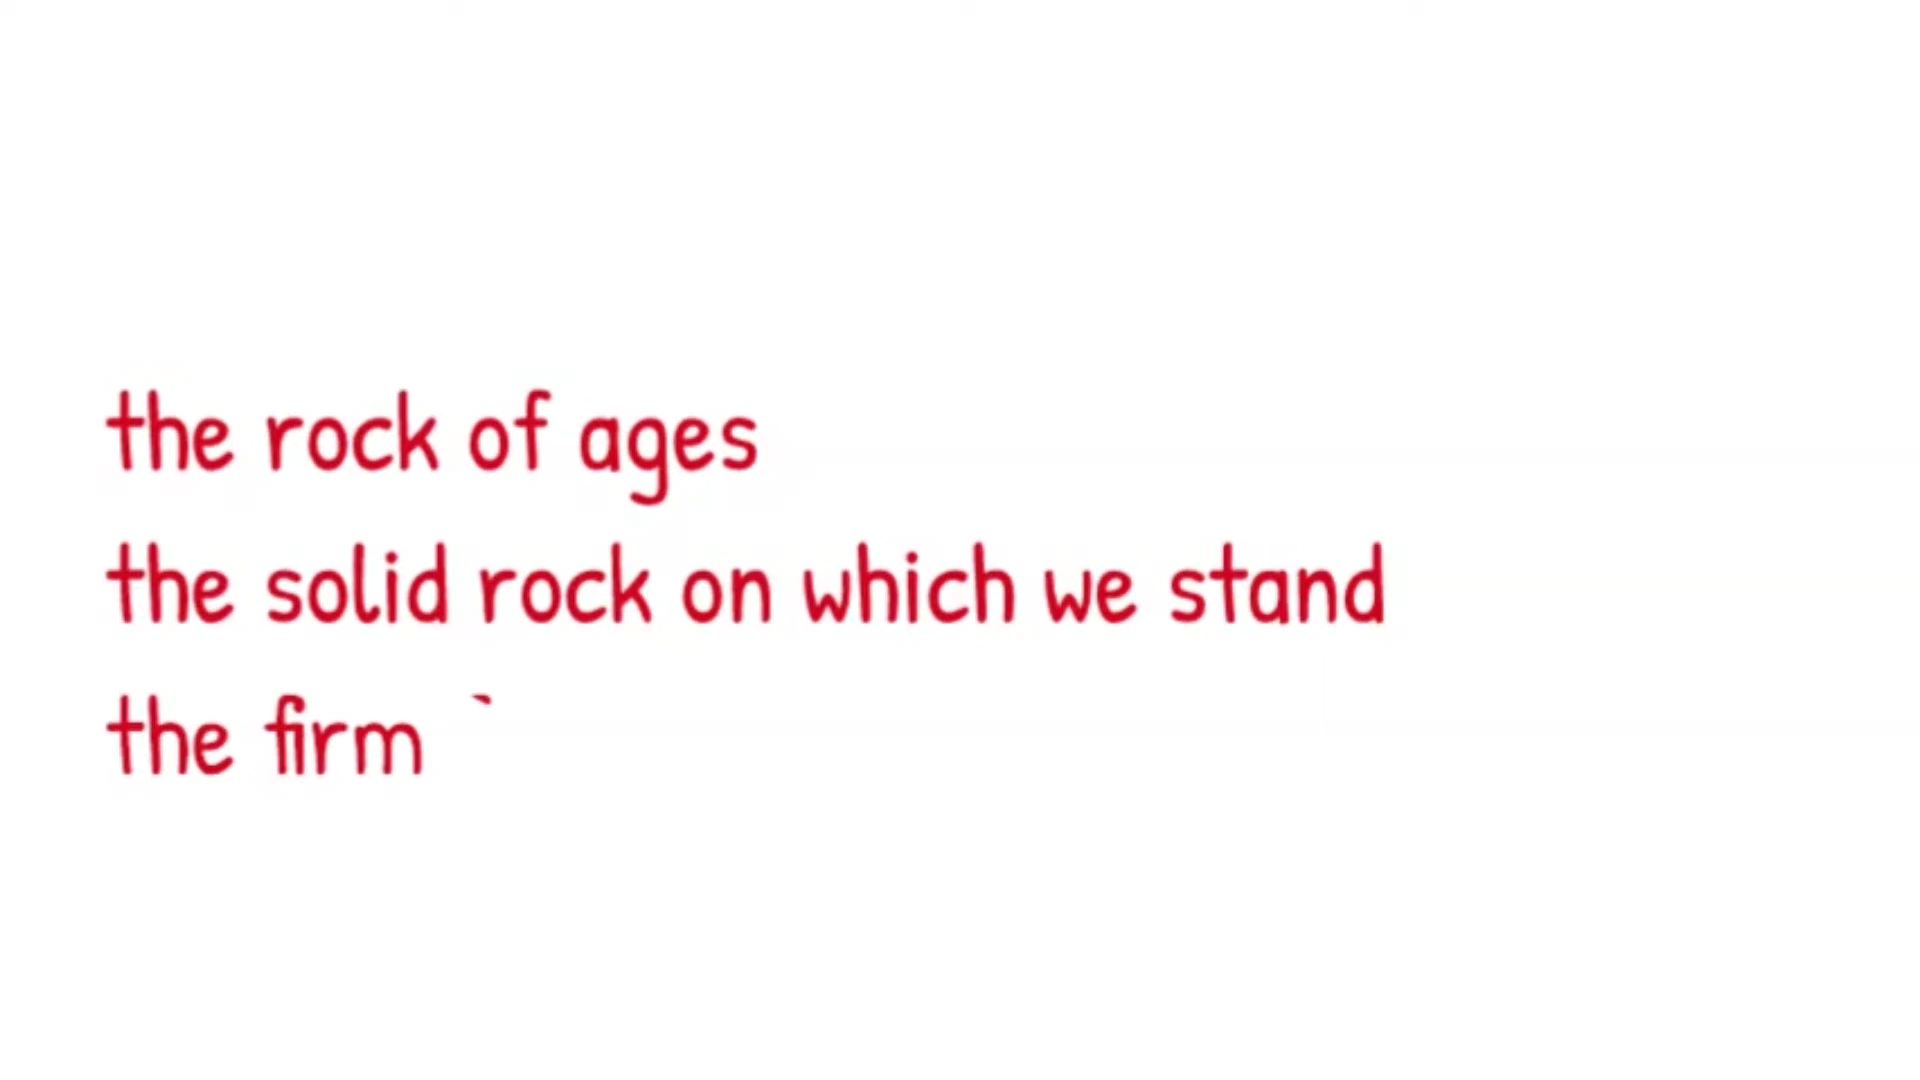 the rock of ages
the solid rock on which we stand
the firm